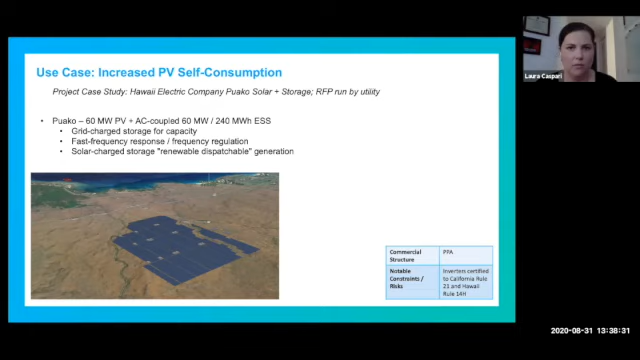 Use Case: Increased PV Self-Consumption
Project Case Study: Hawaii Electric Company Puako Solar + Storage; RFP run by utility
• Puako – 60 MW PV + AC-coupled 60 MW / 240 MWh ESS
• Grid-charged storage for capacity
• Fast-frequency response / frequency regulation
• Solar-charged storage "renewable dispatchable" generation
Commercial Structure PPA
Notable Constraints / Risks Inverters certified to California Rule 21 and Hawaii Rule 14H
Laura Caspari
2020-08-31 13:38:31